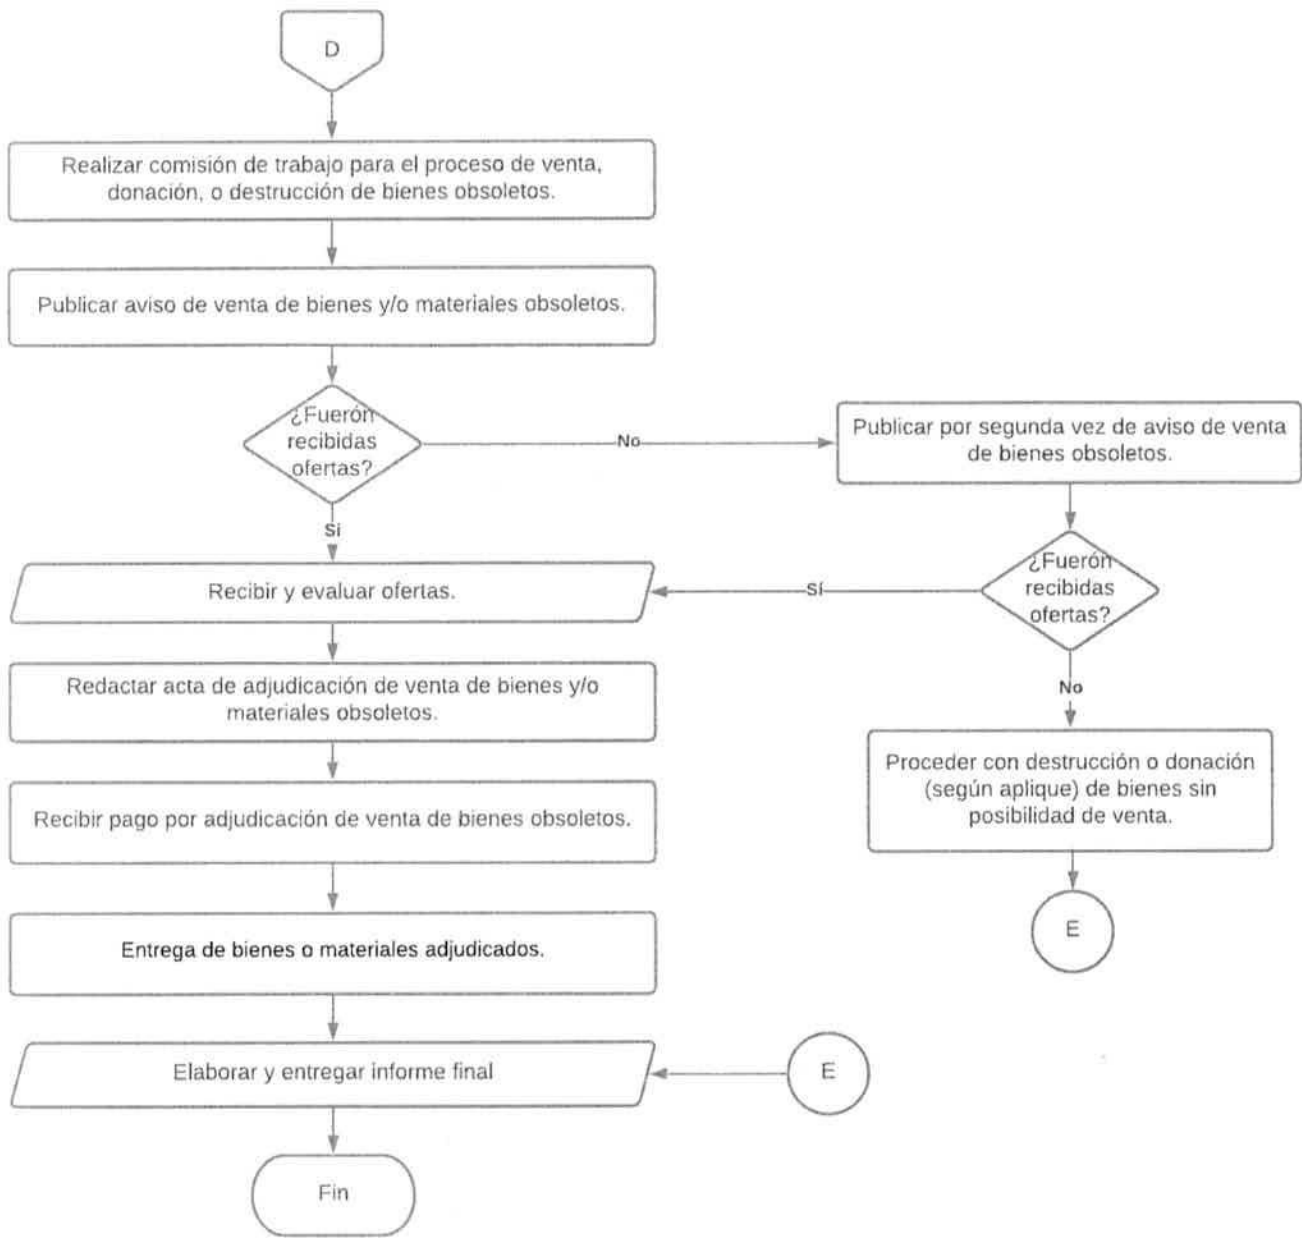 D
Realizar comisión de trabajo para el proceso de venta,
donación, o destrucción de bienes obsoletos.
Publicar aviso de venta de bienes y/o materiales obsoletos.
¿Fuerón
recibidas
ofertas?
No
Publicar por segunda vez de aviso de venta
de bienes obsoletos.
Si
¿Fuerón
recibidas
ofertas?
Sí
Recibir y evaluar ofertas.
No
Redactar acta de adjudicación de venta de bienes y/o
materiales obsoletos.
Proceder con destrucción o donación
(según aplique) de bienes sin
posibilidad de venta.
Recibir pago por adjudicación de venta de bienes obsoletos.
E
Entrega de bienes o materiales adjudicados.
Elaborar y entregar informe final
E
Fin